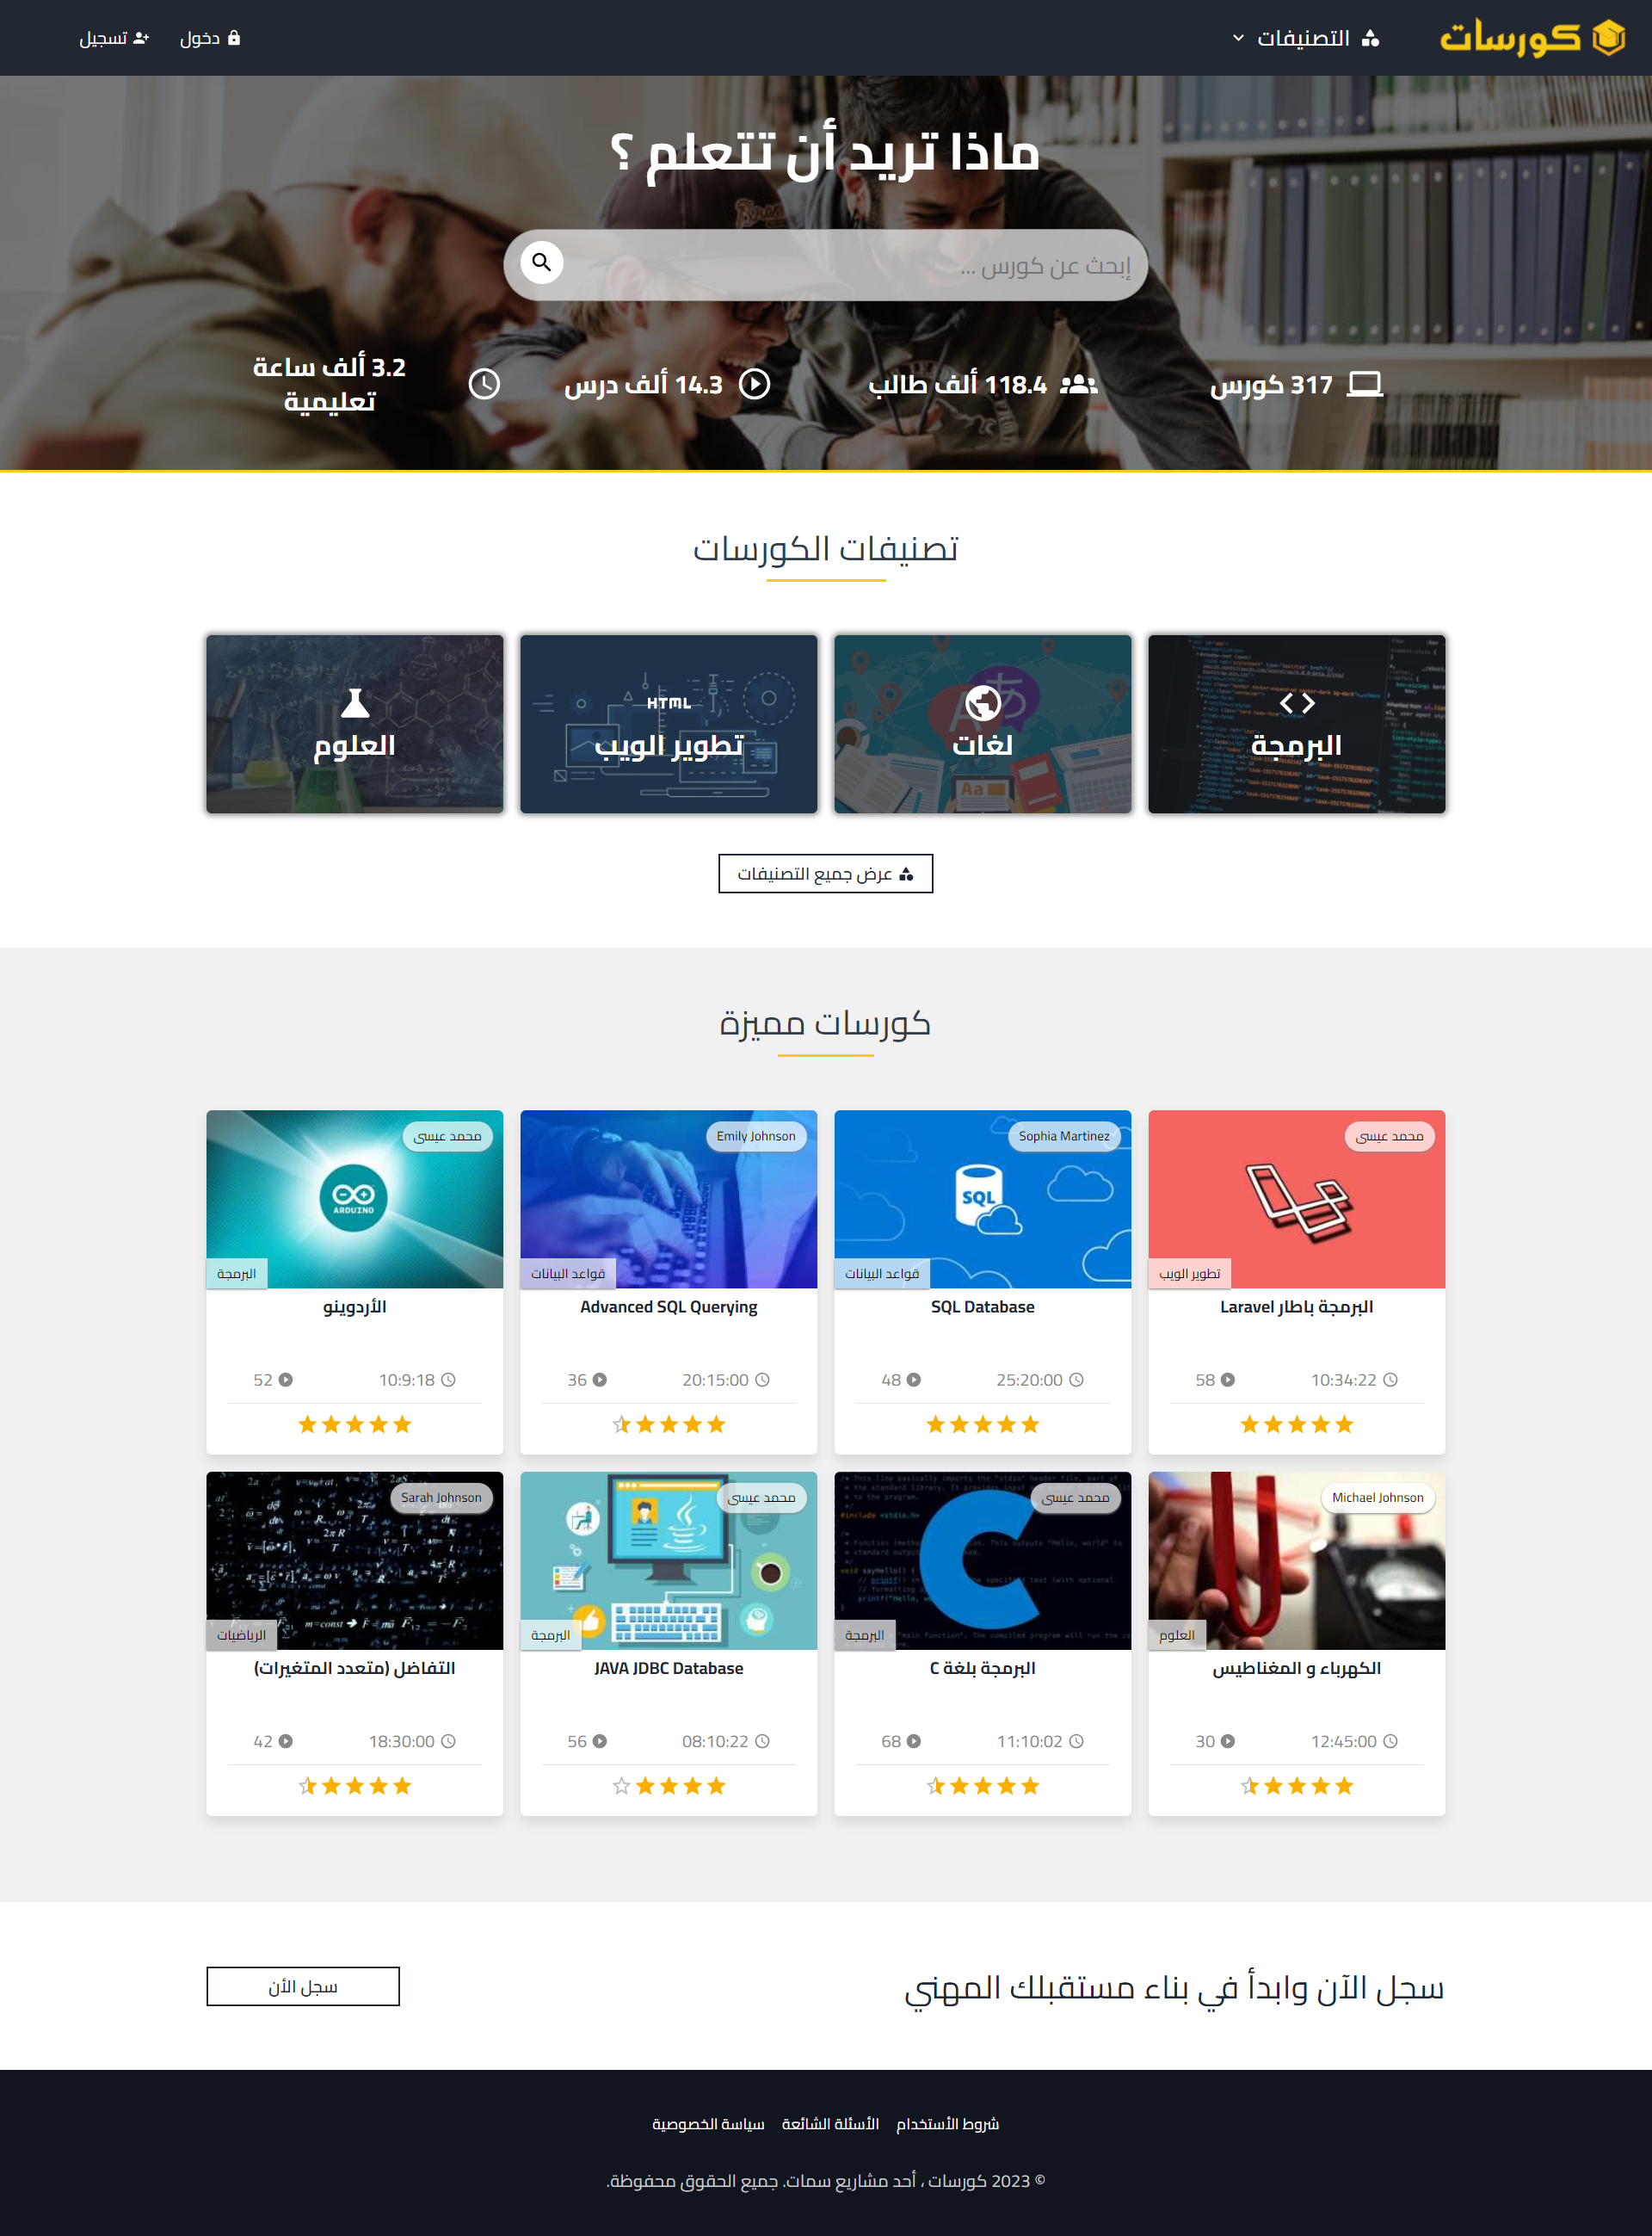 كورسات
التصنيفات
دخول
تسجيل
ماذا تريد أن تتعلم ؟
إبحث عن كورس ...
317 كورس
118.4 ألف طالب
14.3 ألف درس
3.2 ألف ساعة
تعليمية
تصنيفات الكورسات
البرمجة
لغات
HTML
تطوير الويب
العلوم
عرض جميع التصنيفات
كورسات مميزة
محمد عيسى
تطوير الويب
البرمجة باطار Laravel
10:34:22
58
Sophia Martinez
SQL
قواعد البيانات
SQL Database
25:20:00
48
Emily Johnson
قواعد البيانات
Advanced SQL Querying
20:15:00
36
محمد عيسى
ARDUINO
البرمجة
الأردوينو
10:9:18
52
Michael Johnson
العلوم
الكهرباء و المغناطيس
12:45:00
30
محمد عيسى
C
البرمجة
البرمجة بلغة C
11:10:02
68
محمد عيسى
البرمجة
JAVA JDBC Database
08:10:22
56
Sarah Johnson
الرياضيات
التفاضل (متعدد المتغيرات)
18:30:00
42
سجل الآن وابدأ في بناء مستقبلك المهني
سجل الأن
شروط الأستخدام
الأسئلة الشائعة
سياسة الخصوصية
© 2023 كورسات ، أحد مشاريع سمات. جميع الحقوق محفوظة.